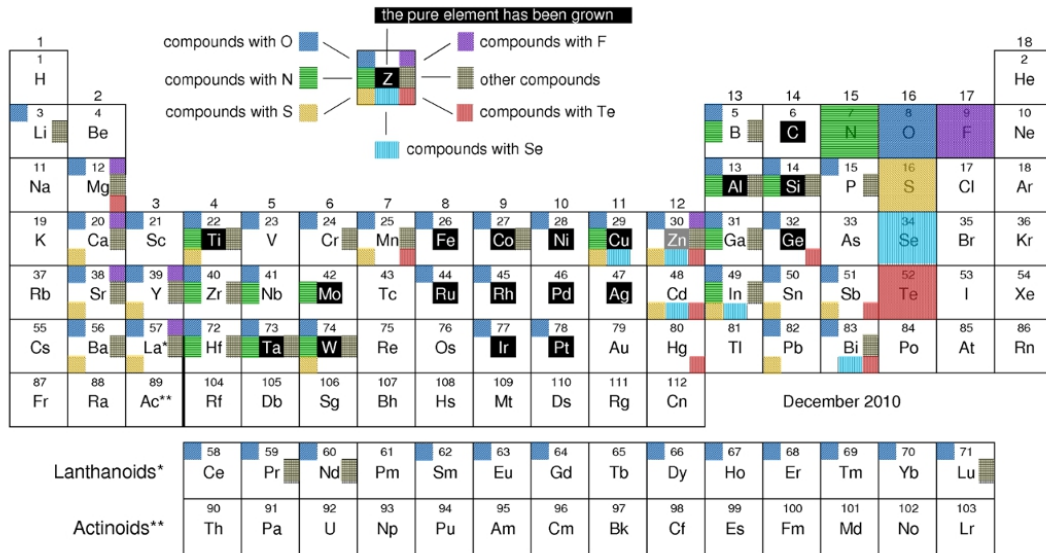 the pure element has been grown
compounds with O
compounds with F
compounds with N
Z
other compounds
compounds with S
compounds with Te
compounds with Se
1 18
1 2
H 2 13 14 15 16 17 He
3 4 5 6 7 8 9 10
Li Be B C N O F Ne
11 12 13 14 15 16 17 18
Na Mg 3 4 5 6 7 8 9 10 11 12 Al Si P S Cl Ar
19 20 21 22 23 24 25 26 27 28 29 30 31 32 33 34 35 36
K Ca Sc Ti V Cr Mn Fe Co Ni Cu Zn Ga Ge As Se Br Kr
37 38 39 40 41 42 43 44 45 46 47 48 49 50 51 52 53 54
Rb Sr Y Zr Nb Mo Tc Ru Rh Pd Ag Cd In Sn Sb Te I Xe
55 56 57 72 73 74 75 76 77 78 79 80 81 82 83 84 85 86
Cs Ba La* Hf Ta W Re Os Ir Pt Au Hg Tl Pb Bi Po At Rn
87 88 89 104 105 106 107 108 109 110 111 112
Fr Ra Ac** Rf Db Sg Bh Hs Mt Ds Rg Cn December 2010
58 59 60 61 62 63 64 65 66 67 68 69 70 71
Lanthanoids* Ce Pr Nd Pm Sm Eu Gd Tb Dy Ho Er Tm Yb Lu
90 91 92 93 94 95 96 97 98 99 100 101 102 103
Actinoids** Th Pa U Np Pu Am Cm Bk Cf Es Fm Md No Lr